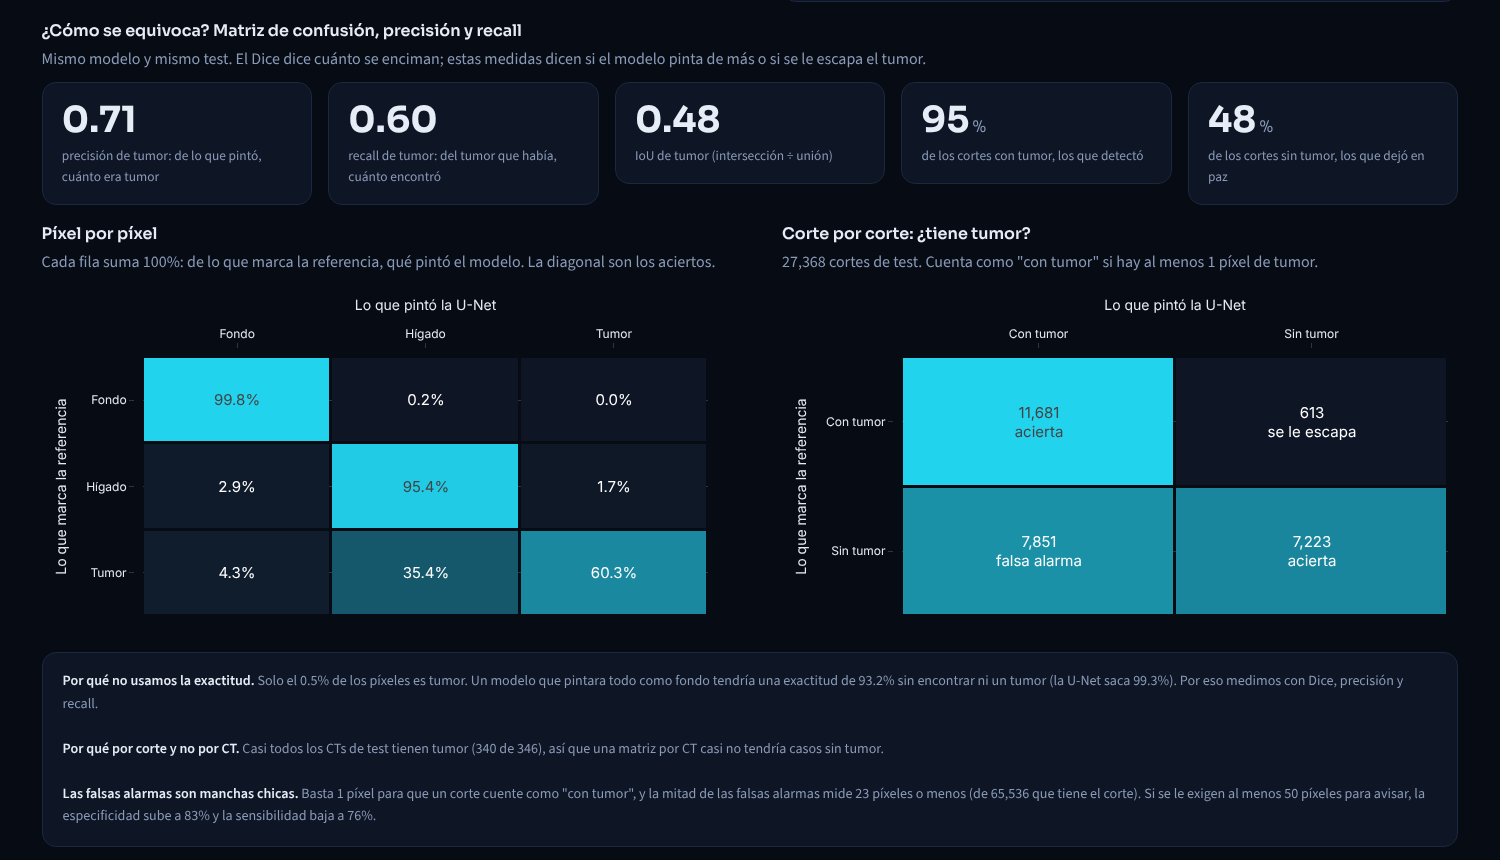 ¿Cómo se equivoca? Matriz de confusión, precisión y recall
Mismo modelo y mismo test. El Dice dice cuánto se enciman; estas medidas dicen si el modelo pinta de más o si se le escapa el tumor.
0.71
precisión de tumor: de lo que pintó,
cuánto era tumor
0.60
recall de tumor: del tumor que había,
cuánto encontró
0.48
IoU de tumor (intersección ÷ unión)
95 %
de los cortes con tumor, los que detectó
48 %
de los cortes sin tumor, los que dejó en
paz
Píxel por píxel
Cada fila suma 100%: de lo que marca la referencia, qué pintó el modelo. La diagonal son los aciertos.
Lo que pintó la U-Net
Fondo Hígado Tumor
Lo que marca la referencia
Fondo 99.8% 0.2% 0.0%
Hígado 2.9% 95.4% 1.7%
Tumor 4.3% 35.4% 60.3%
Corte por corte: ¿tiene tumor?
27,368 cortes de test. Cuenta como "con tumor" si hay al menos 1 píxel de tumor.
Lo que pintó la U-Net
Con tumor Sin tumor
Lo que marca la referencia
Con tumor
11,681
acierta
613
se le escapa
Sin tumor
7,851
falsa alarma
7,223
acierta
Por qué no usamos la exactitud. Solo el 0.5% de los píxeles es tumor. Un modelo que pintara todo como fondo tendría una exactitud de 93.2% sin encontrar ni un tumor (la U-Net saca 99.3%). Por eso medimos con Dice, precisión y
recall.
Por qué por corte y no por CT. Casi todos los CTs de test tienen tumor (340 de 346), así que una matriz por CT casi no tendría casos sin tumor.
Las falsas alarmas son manchas chicas. Basta 1 píxel para que un corte cuente como "con tumor", y la mitad de las falsas alarmas mide 23 píxeles o menos (de 65,536 que tiene el corte). Si se le exigen al menos 50 píxeles para avisar, la
especificidad sube a 83% y la sensibilidad baja a 76%.